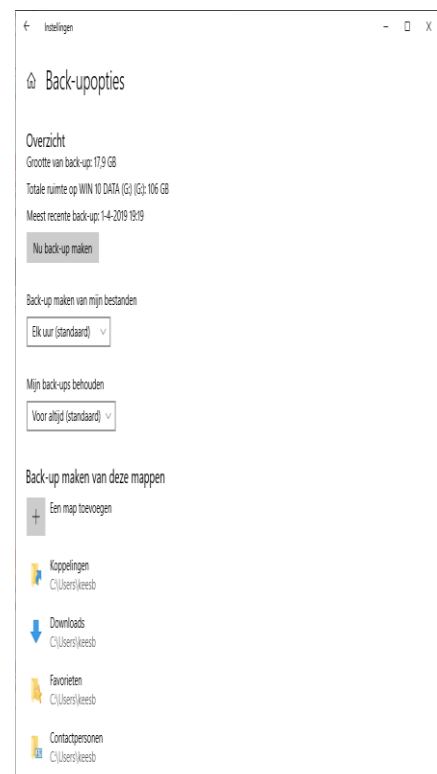 Instellingen
Back-upopties
Overzicht
Grootte van back-up: 17,9 GB
Totale ruimte op WIN 10 DATA (G:) (G:): 106 GB
Meest recente back-up: 1-4-2019 19:19
Nu back-up maken
Back-up maken van mijn bestanden
Elk uur (standaard)
Mijn back-ups behouden
Voor altijd (standaard)
Back-up maken van deze mappen
Een map toevoegen
Koppelingen
C:\Users\keesb
Downloads
C:\Users\keesb
Favorieten
C:\Users\keesb
Contactpersonen
C:\Users\keesb